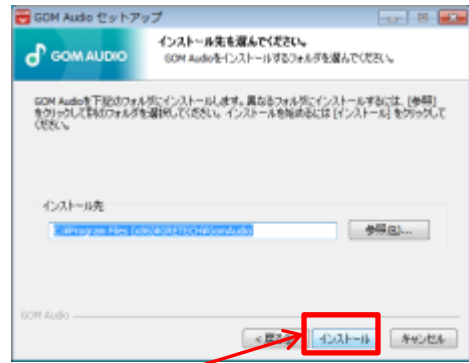 GOM Audio セットアップ
GOM AUDIO
インストール先を選んでください。
GOM Audioをインストールするフォルダを選んでください。
GOM Audioを下記のフォルダにインストールします。異なるフォルダにインストールするには、[参照]
をクリックして別のフォルダを選択してください。インストールを始めるには [インストール] をクリックして
ください。
インストール先
C:¥Program Files (x86)¥GRETECH¥GomAudio
参照(R)...
GOM Audio
< 戻る
インストール
キャンセル